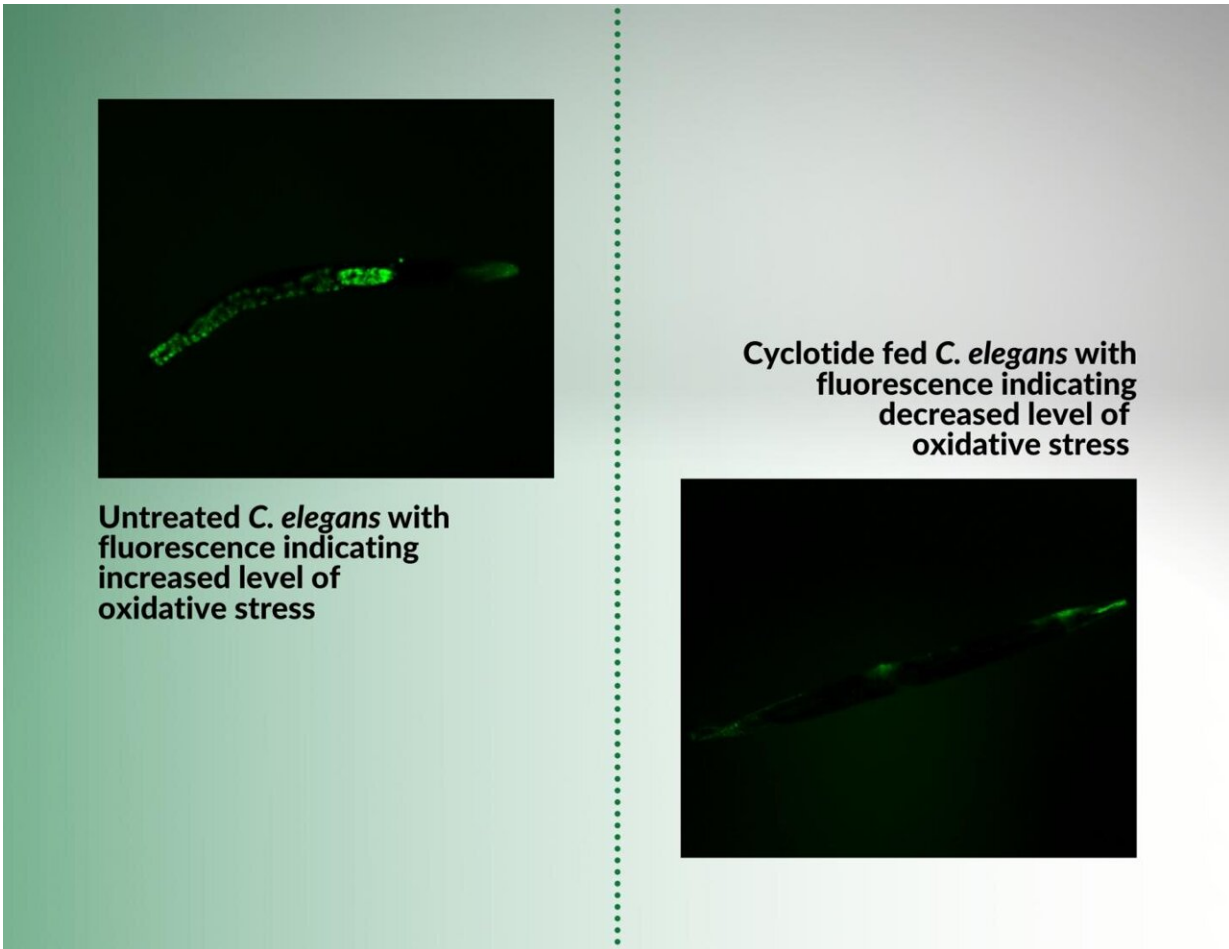 Untreated C. elegans with
fluorescence indicating
increased level of
oxidative stress
Cyclotide fed C. elegans with
fluorescence indicating
decreased level of
oxidative stress